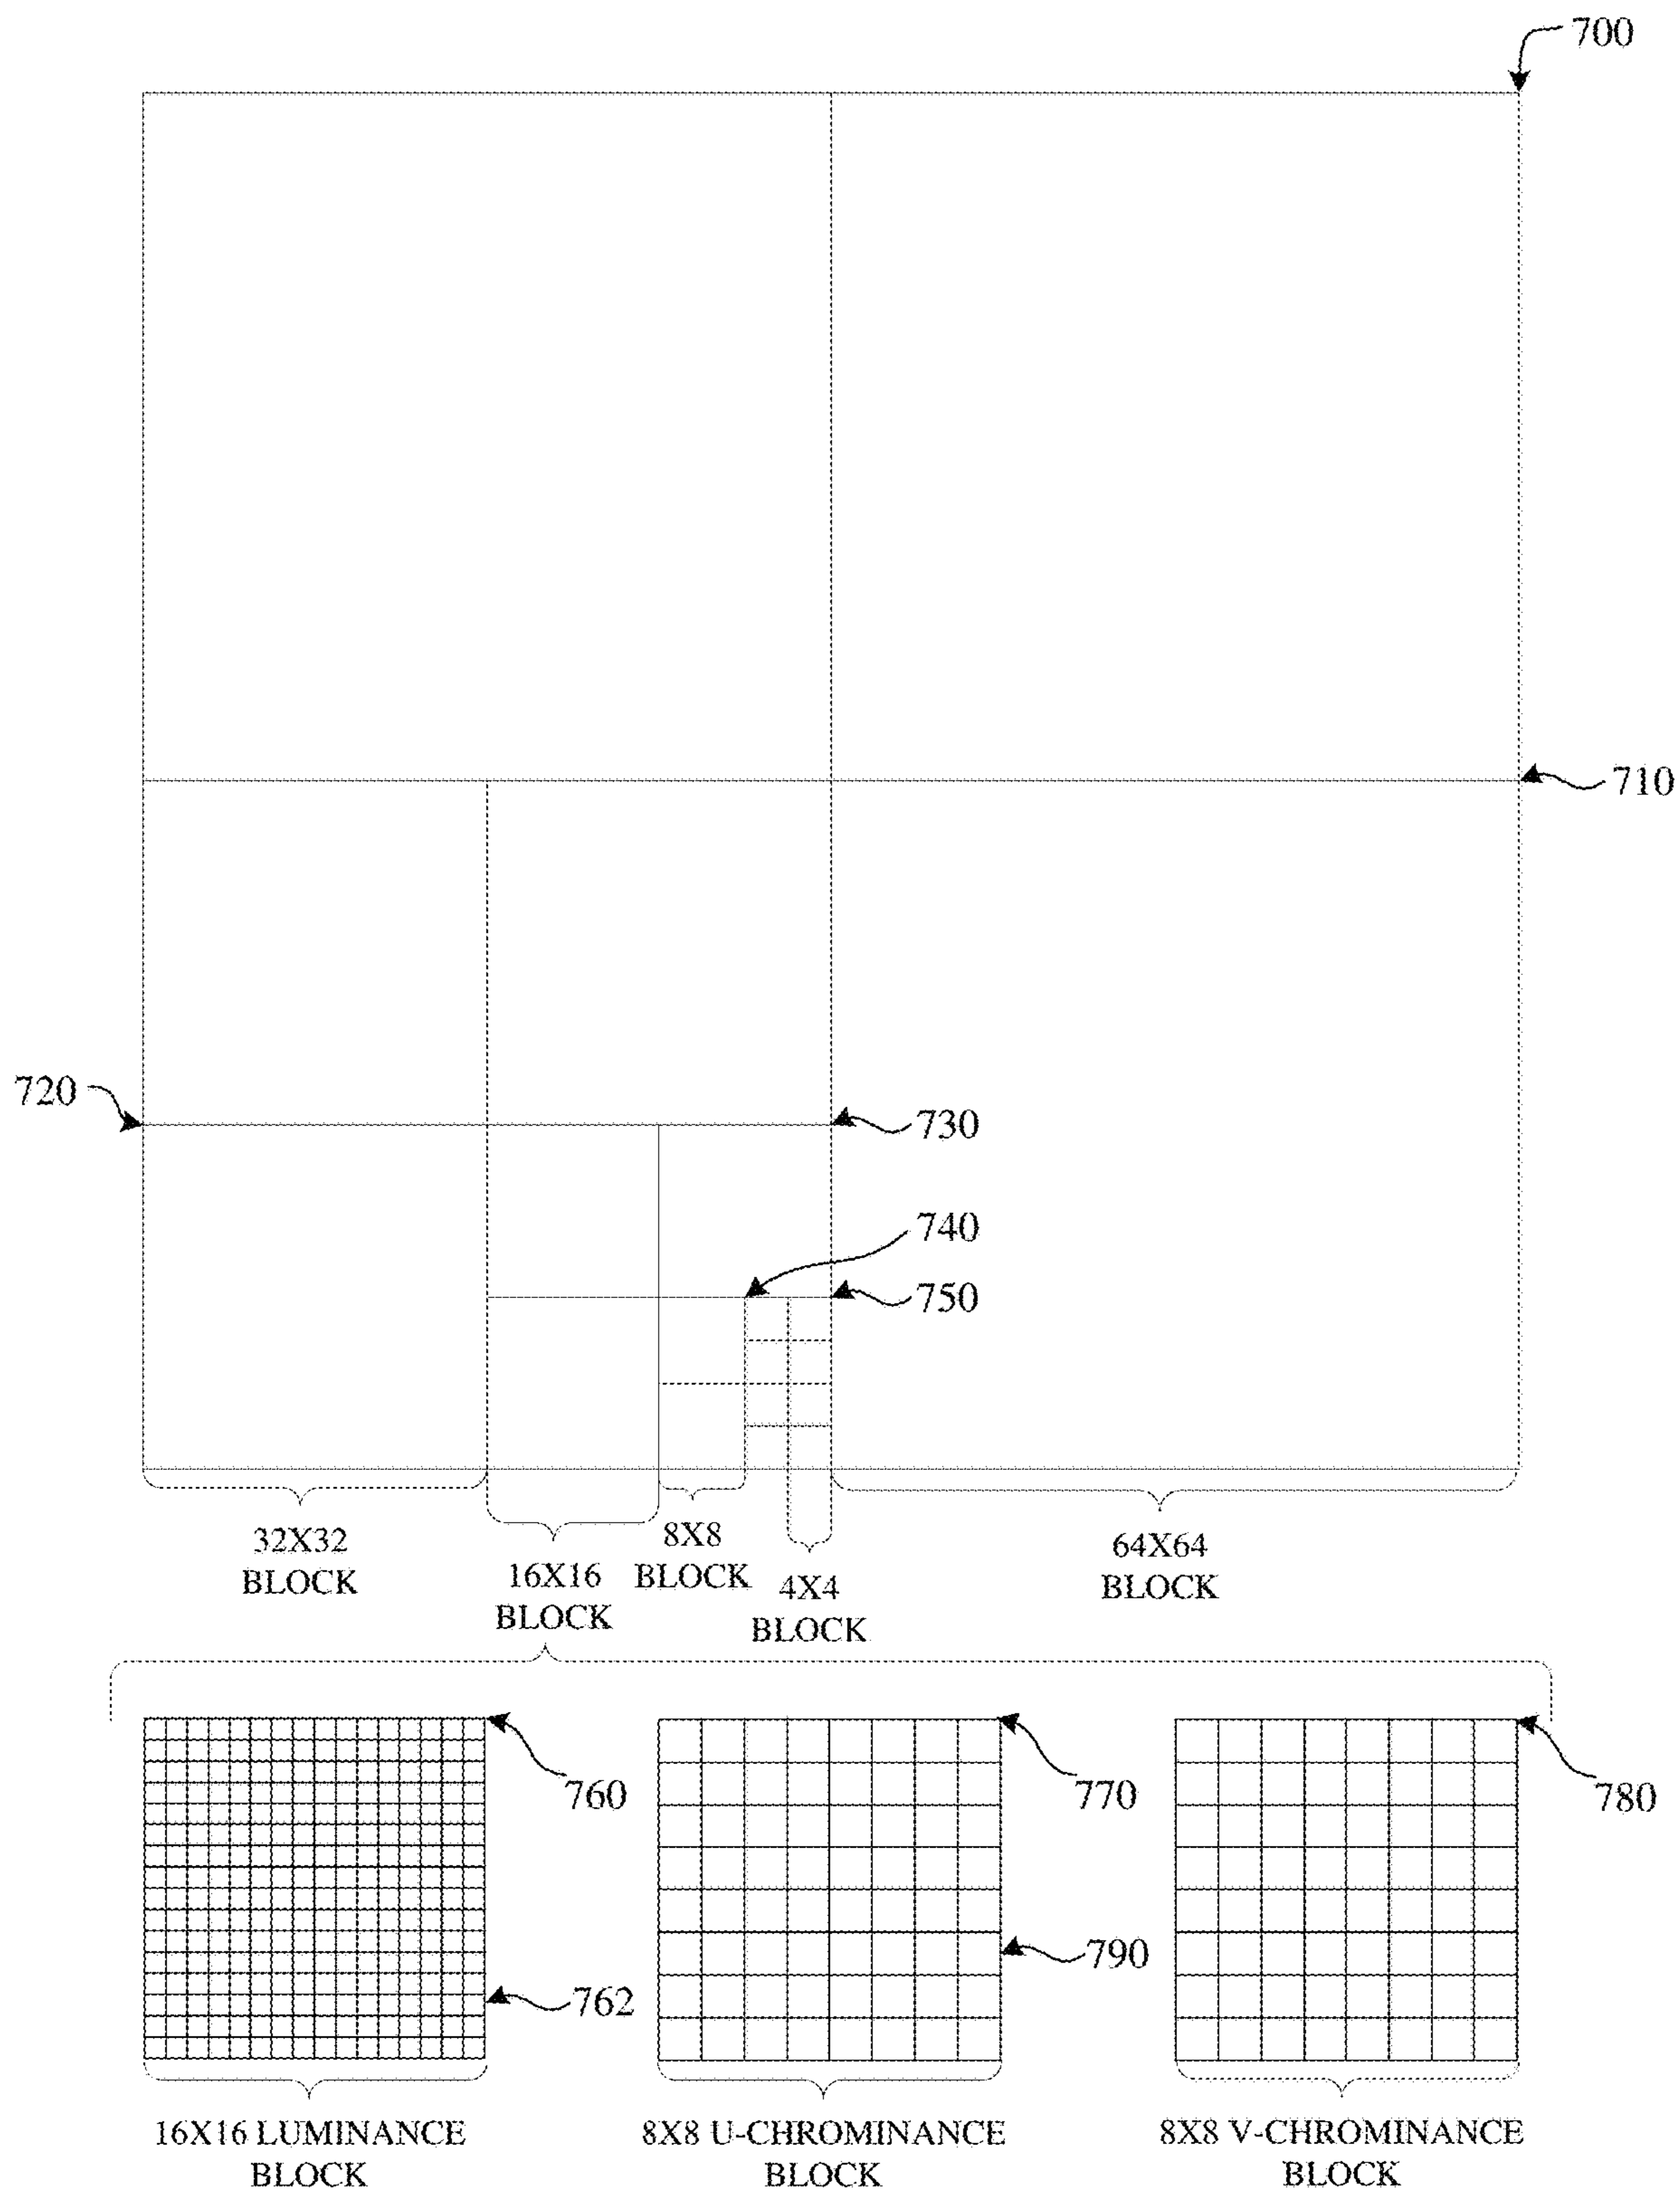 700
710
720
730
740
750
32X32
BLOCK
16X16
BLOCK
8X8
BLOCK
4X4
BLOCK
64X64
BLOCK
760
770
780
790
762
16X16 LUMINANCE
BLOCK
8X8 U-CHROMINANCE
BLOCK
8X8 V-CHROMINANCE
BLOCK